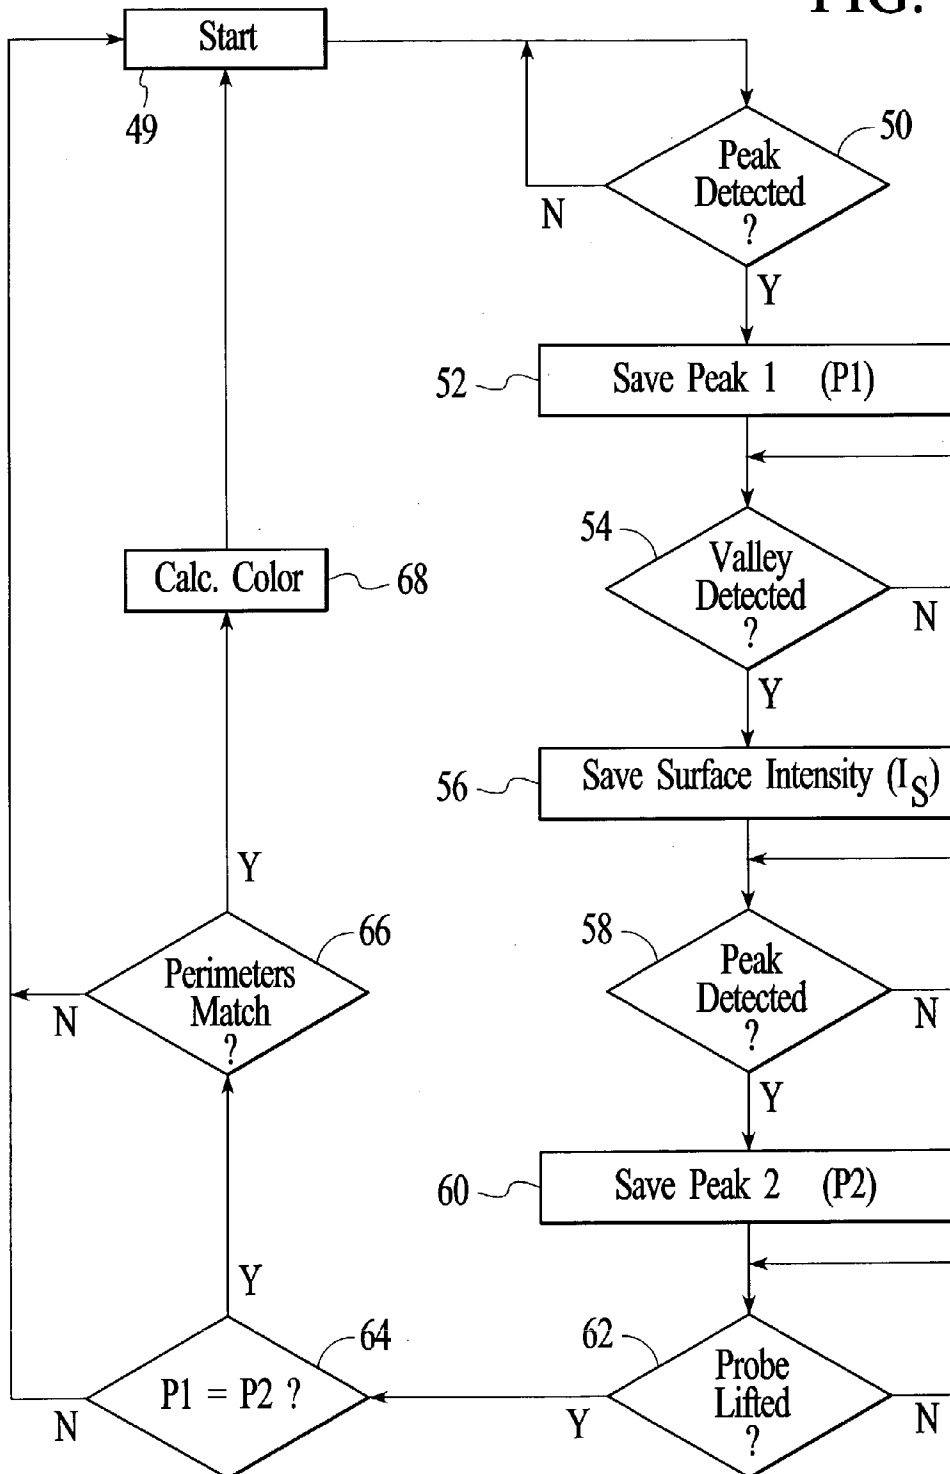 FIG.
Start
49
50
Peak
Detected
?
N
Y
52
Save Peak 1 (P1)
54
Valley
Detected
?
N
Y
56
Save Surface Intensity (IS)
58
Peak
Detected
?
N
Y
60
Save Peak 2 (P2)
62
Probe
Lifted
?
N
Y
64
P1 = P2 ?
N
Y
66
Perimeters
Match
?
N
Y
Calc. Color
68